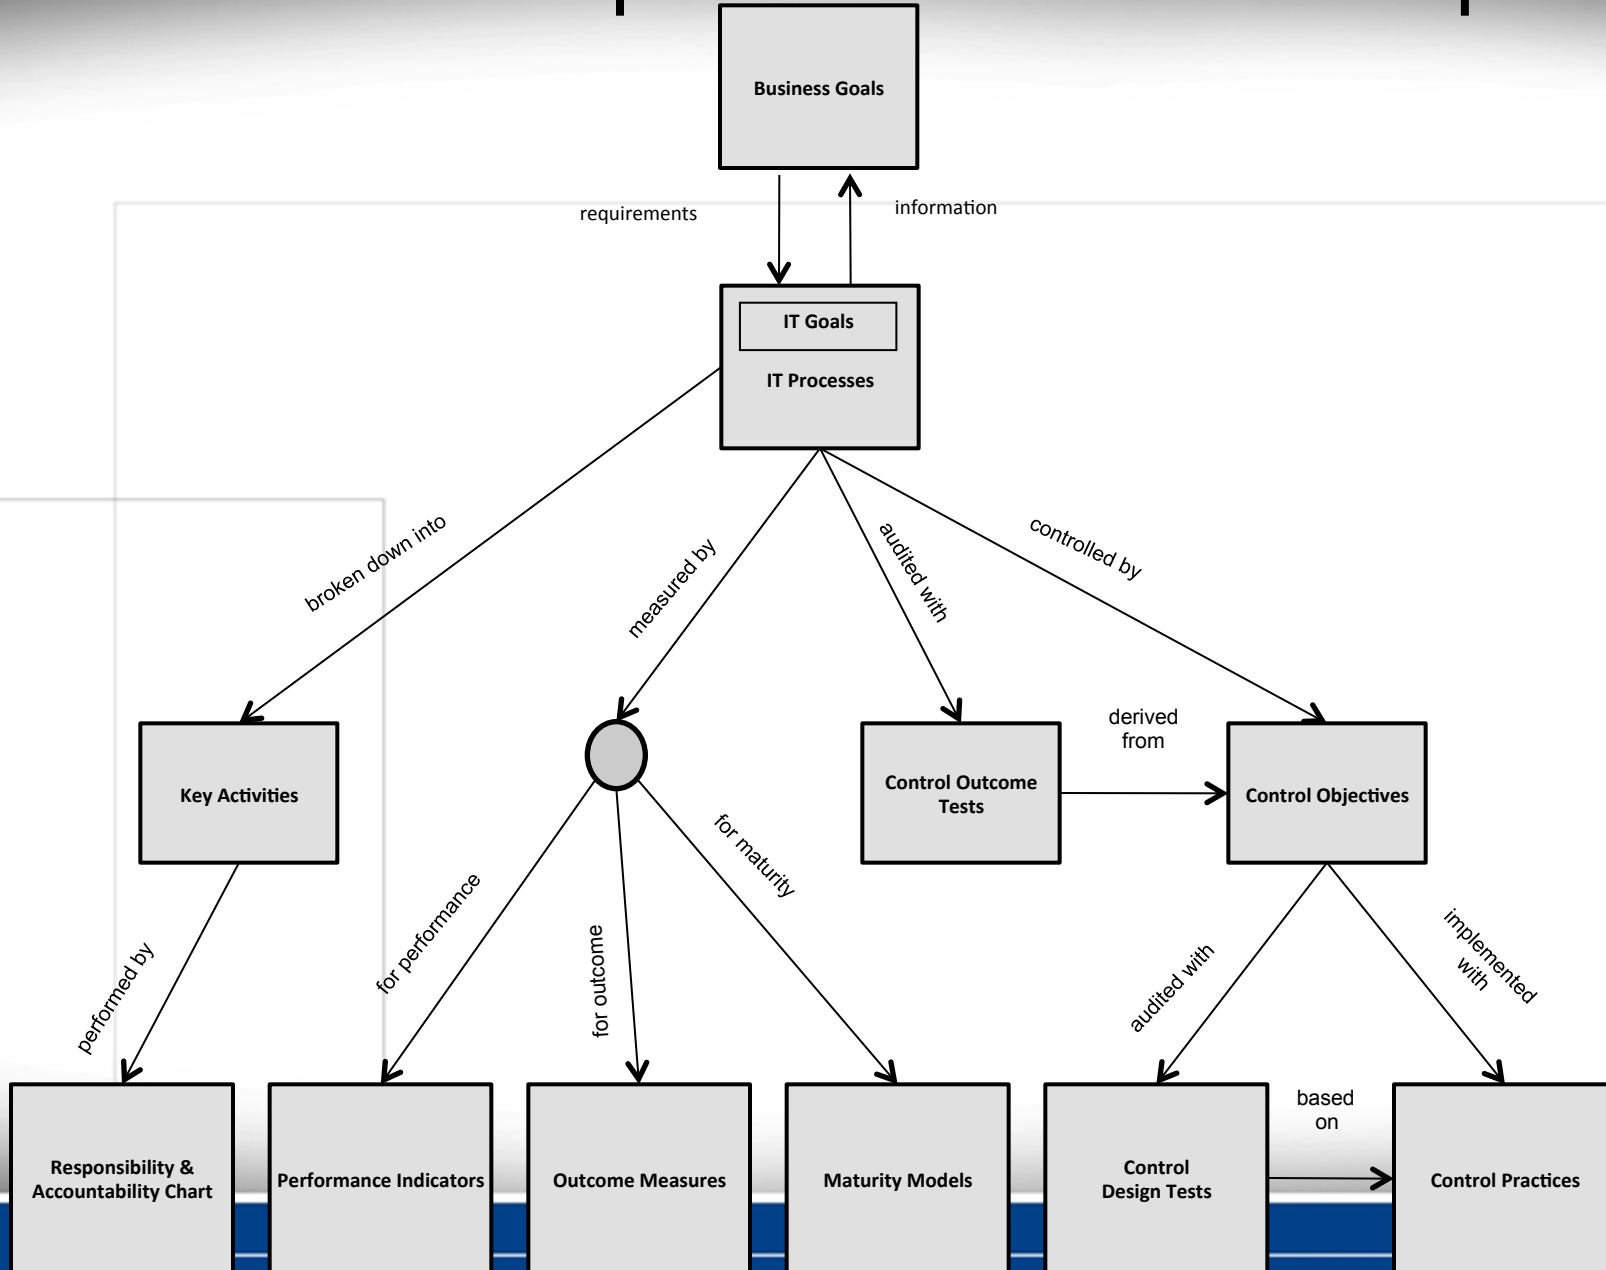 Business Goals
requirements
information
IT Goals
IT Processes
broken down into
measured by
audited with
controlled by
Key Activities
Control Outcome
Tests
derived
from
Control Objectives
performed by
for performance
for outcome
for maturity
audited with
implemented
with
Responsibility &
Accountability Chart
Performance Indicators
Outcome Measures
Maturity Models
Control
Design Tests
based
on
Control Practices